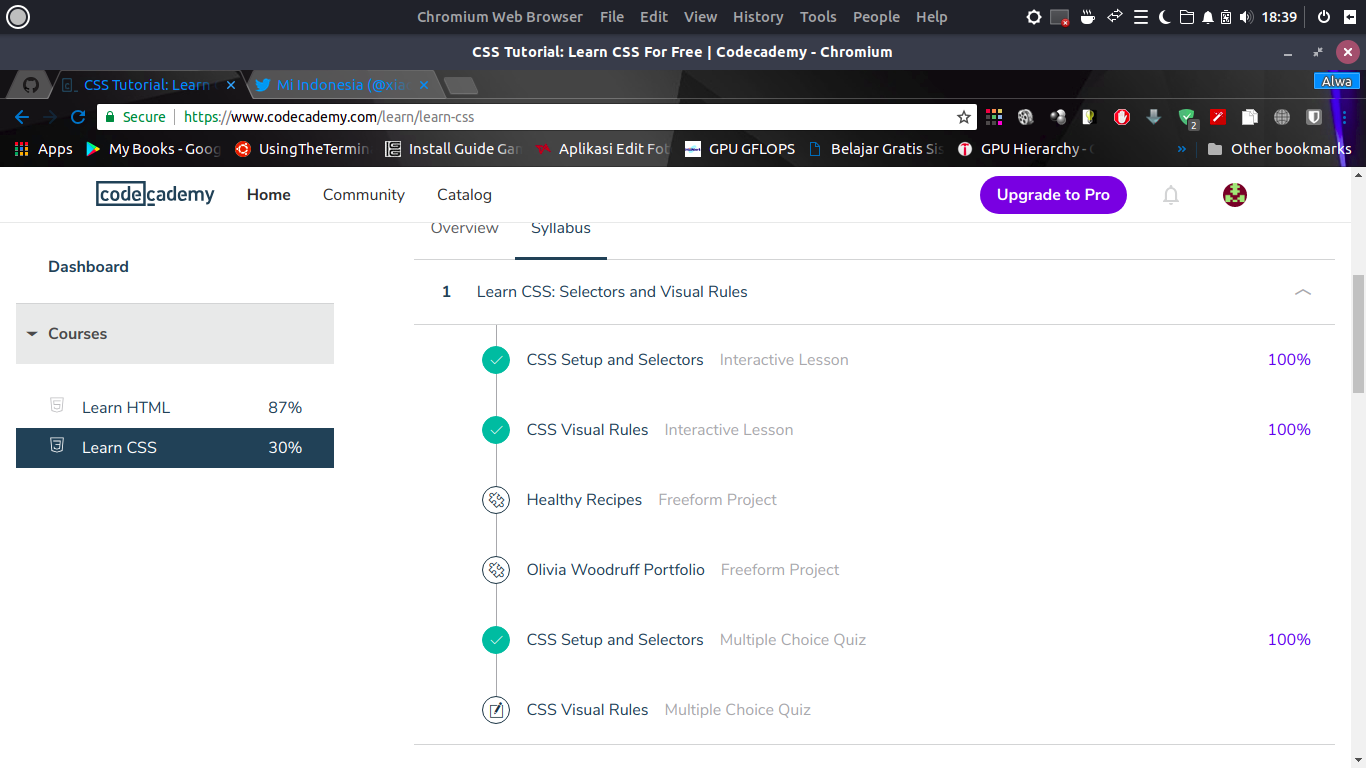 Chromium Web Browser File Edit View History Tools People Help 18:39
CSS Tutorial: Learn CSS For Free | Codecademy - Chromium
CSS Tutorial: Learn Mi Indonesia (@xia Alwa
Secure https://www.codecademy.com/learn/learn-css 2
Apps My Books - Goog UsingTheTermin Install Guide Gar Aplikasi Edit Fot GPU GFLOPS Belajar Gratis Sis GPU Hierarchy - » Other bookmarks
codecademy Home Community Catalog Upgrade to Pro
Overview Syllabus
Dashboard
Courses
Learn HTML 87%
Learn CSS 30%
1 Learn CSS: Selectors and Visual Rules
CSS Setup and Selectors Interactive Lesson 100%
CSS Visual Rules Interactive Lesson 100%
Healthy Recipes Freeform Project
Olivia Woodruff Portfolio Freeform Project
CSS Setup and Selectors Multiple Choice Quiz 100%
CSS Visual Rules Multiple Choice Quiz